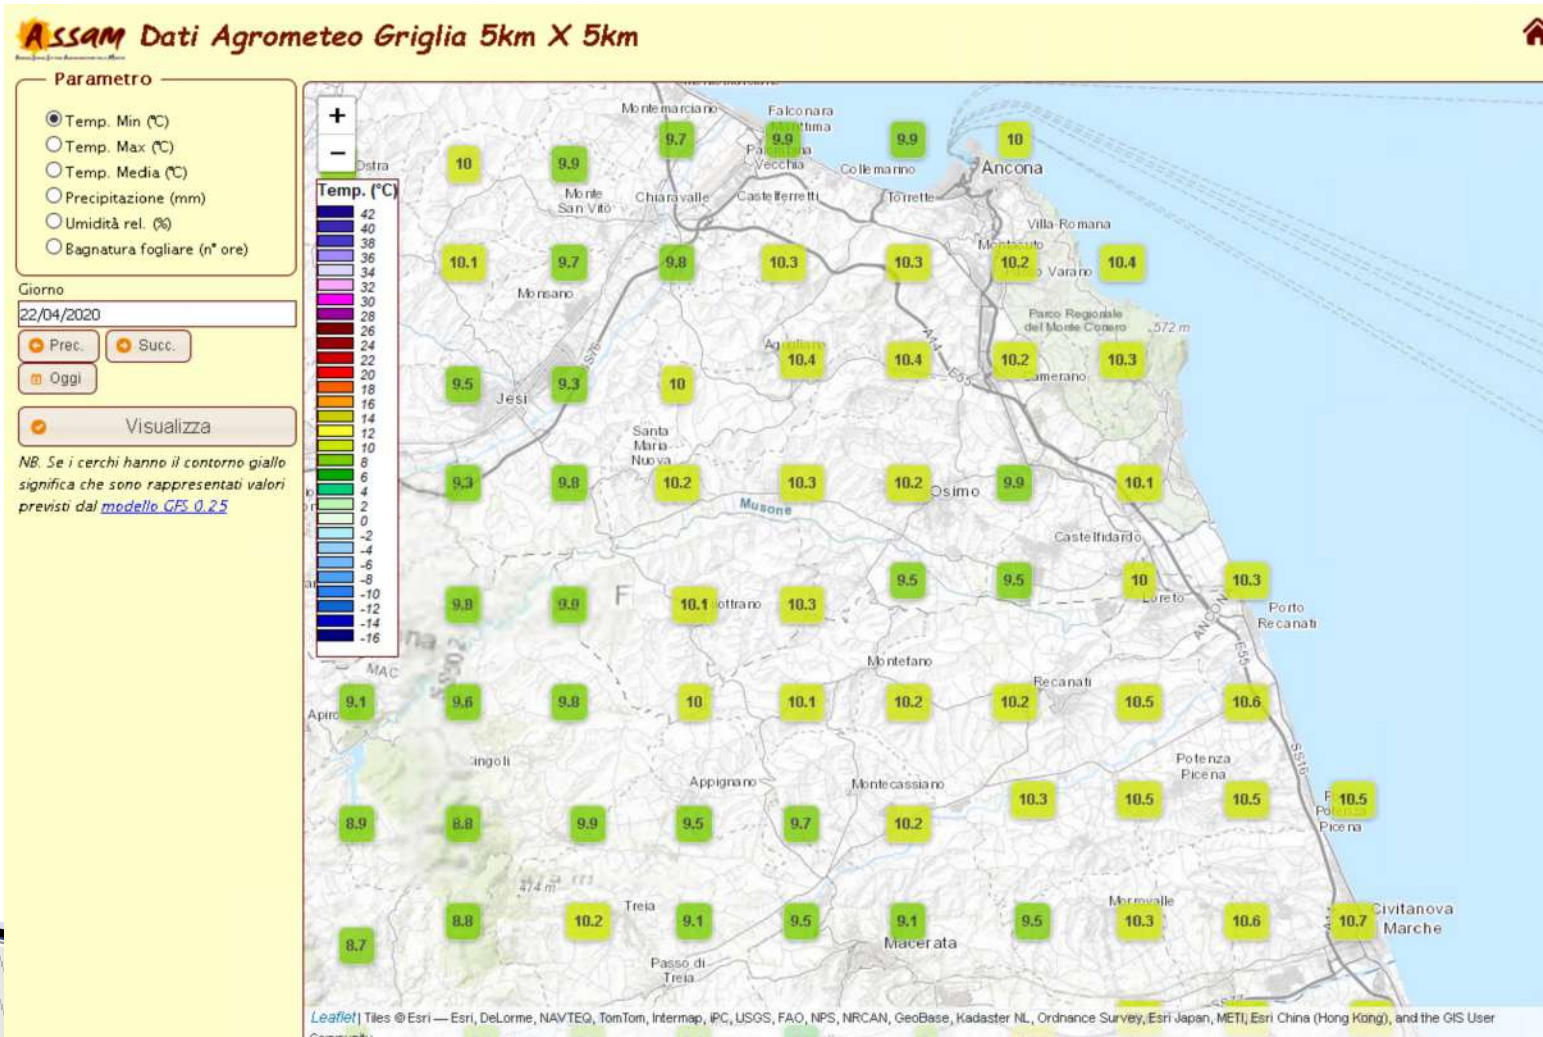 Assam Dati Agrometeo Griglia 5km X 5km
Parametro
Temp. Min (°C)
Temp. Max (°C)
Temp. Media (°C)
Precipitazione (mm)
Umidità rel. (%)
Bagnatura fogliare (n° ore)
Giorno
22/04/2020
Prec.
Succ.
Oggi
Visualizza
NB. Se i cerchi hanno il contorno giallo
significa che sono rappresentati valori
previsti dal modello GFS 0.25
+
−
Temp. (°C)
42
40
38
36
34
32
30
28
26
24
22
20
18
16
14
12
10
8
6
4
2
0
-2
-4
-6
-8
-10
-12
-14
-16
Montemarciano
Falconara
Marittima
9.7
9.9
9.9
10
Palombina
Vecchia
Collemarino
Ancona
Ostra
10
9.9
Monte
San Vito
Chiaravalle
Castelferretti
Torrette
Villa-Romana
Montacuto
Varano
10.1
9.7
9.8
10.3
10.3
10.2
10.4
Monsano
Parco Regionale
del Monte Conero
572 m
A14
E55
S76
Agugliano
10.4
10.4
10.2
10.3
Camerano
9.5
9.3
10
Jesi
Santa
Maria
Nuova
9.3
9.8
10.2
10.3
10.2
Osimo
9.9
10.1
Musone
Castelfidardo
9.5
9.5
10
10.3
Loreto
Porto
Recanati
9.8
9.9
F
10.1
ottrano
10.3
ANCON
E55
na
SS502
MAC
Montefano
Recanati
9.1
9.6
9.8
10
10.1
10.2
10.2
10.5
10.6
Apiro
SS16
ingoli
Appignano
Montecassiano
Potenza
Picena
8.9
8.8
9.9
9.5
9.7
10.2
10.3
10.5
10.5
10.5
Potenza
Picena
474 m
Treia
Morrovalle
Civitanova
Marche
8.7
8.8
10.2
9.1
9.5
9.1
9.5
10.3
10.6
10.7
Macerata
Passo di
Treia
SS77
Leaflet | Tiles © Esri — Esri, DeLorme, NAVTEQ, TomTom, Intermap, iPC, USGS, FAO, NPS, NRCAN, GeoBase, Kadaster NL, Ordnance Survey, Esri Japan, METI, Esri China (Hong Kong), and the GIS User
Community